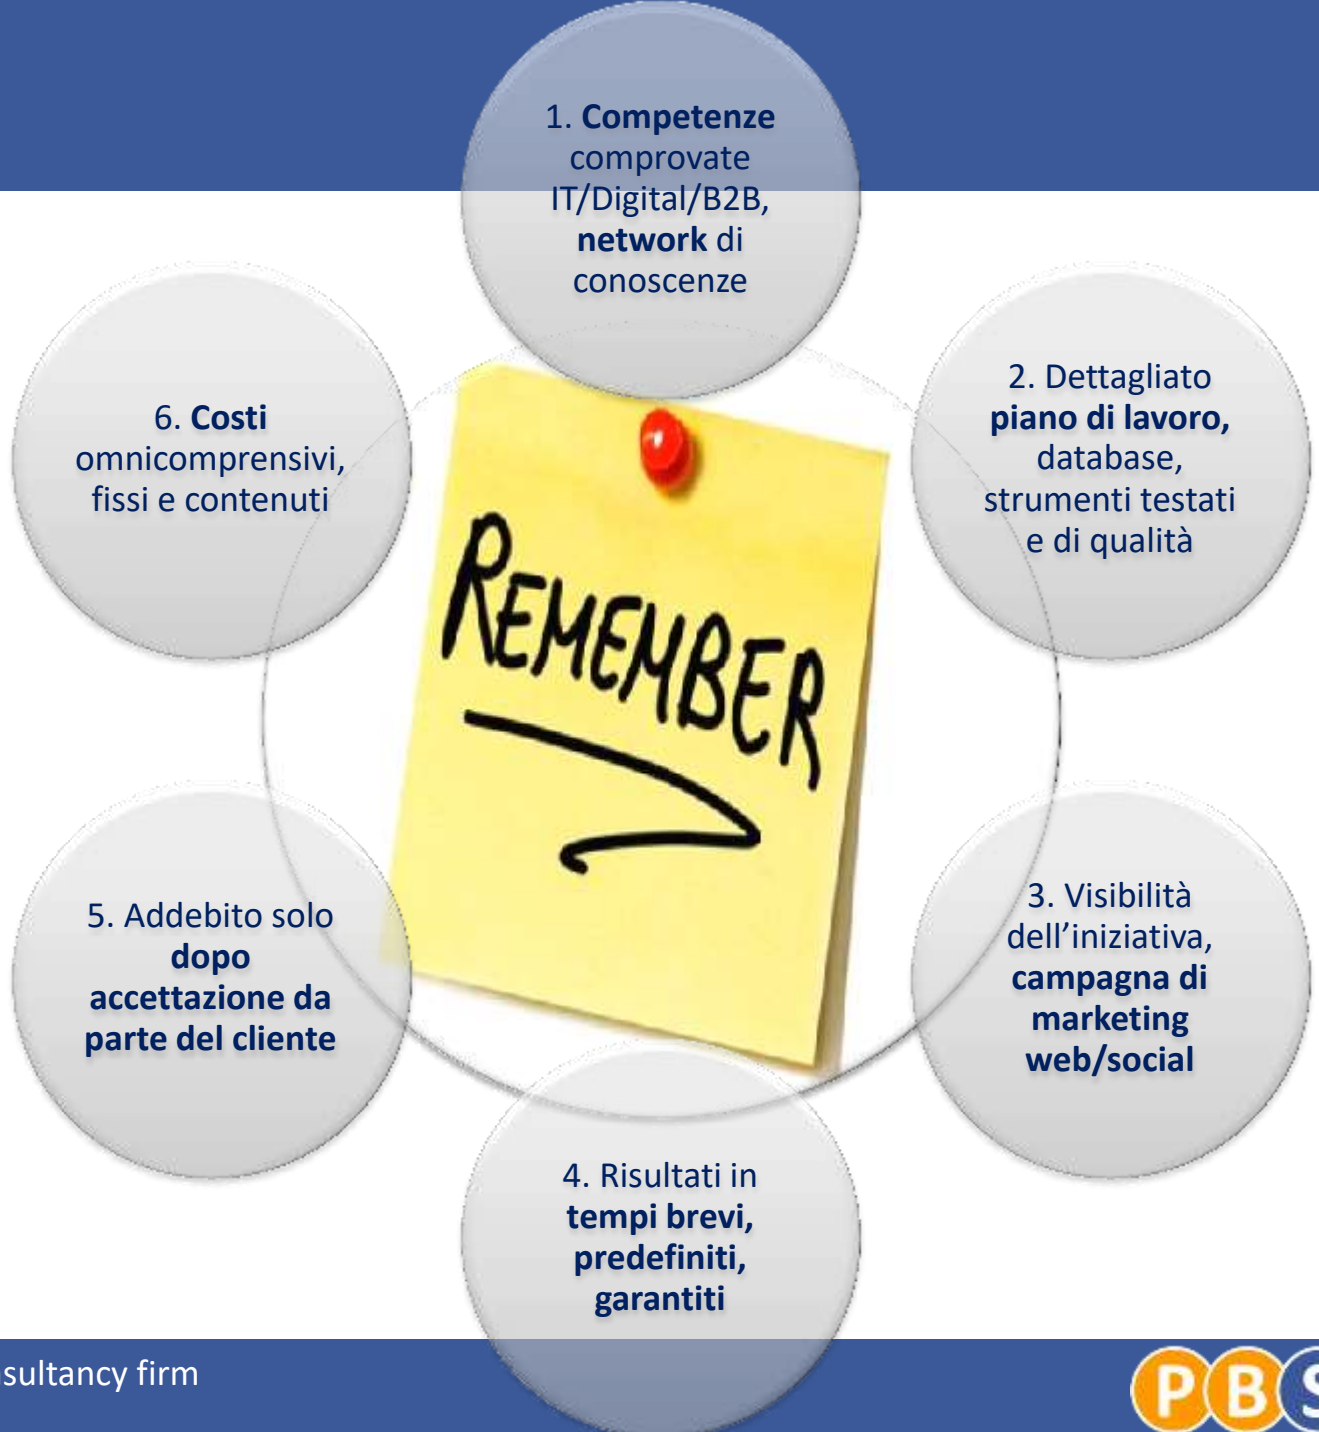 1. Competenze
comprovate
IT/Digital/B2B,
network di
conoscenze
2. Dettagliato
piano di lavoro,
database,
strumenti testati
e di qualità
3. Visibilità
dell’iniziativa,
campagna di
marketing
web/social
4. Risultati in
tempi brevi,
predefiniti,
garantiti
5. Addebito solo
dopo
accettazione da
parte del cliente
6. Costi
omnicomprensivi,
fissi e contenuti
REMEMBER
nsultancy firm
PBS